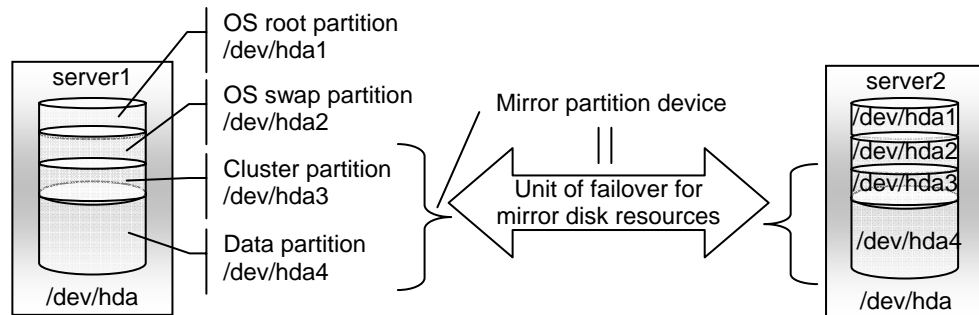 server1
/dev/hda
OS root partition
/dev/hda1
OS swap partition
/dev/hda2
Cluster partition
/dev/hda3
Data partition
/dev/hda4
Mirror partition device
Unit of failover for
mirror disk resources
server2
/dev/hda1
/dev/hda2
/dev/hda3
/dev/hda4
/dev/hda